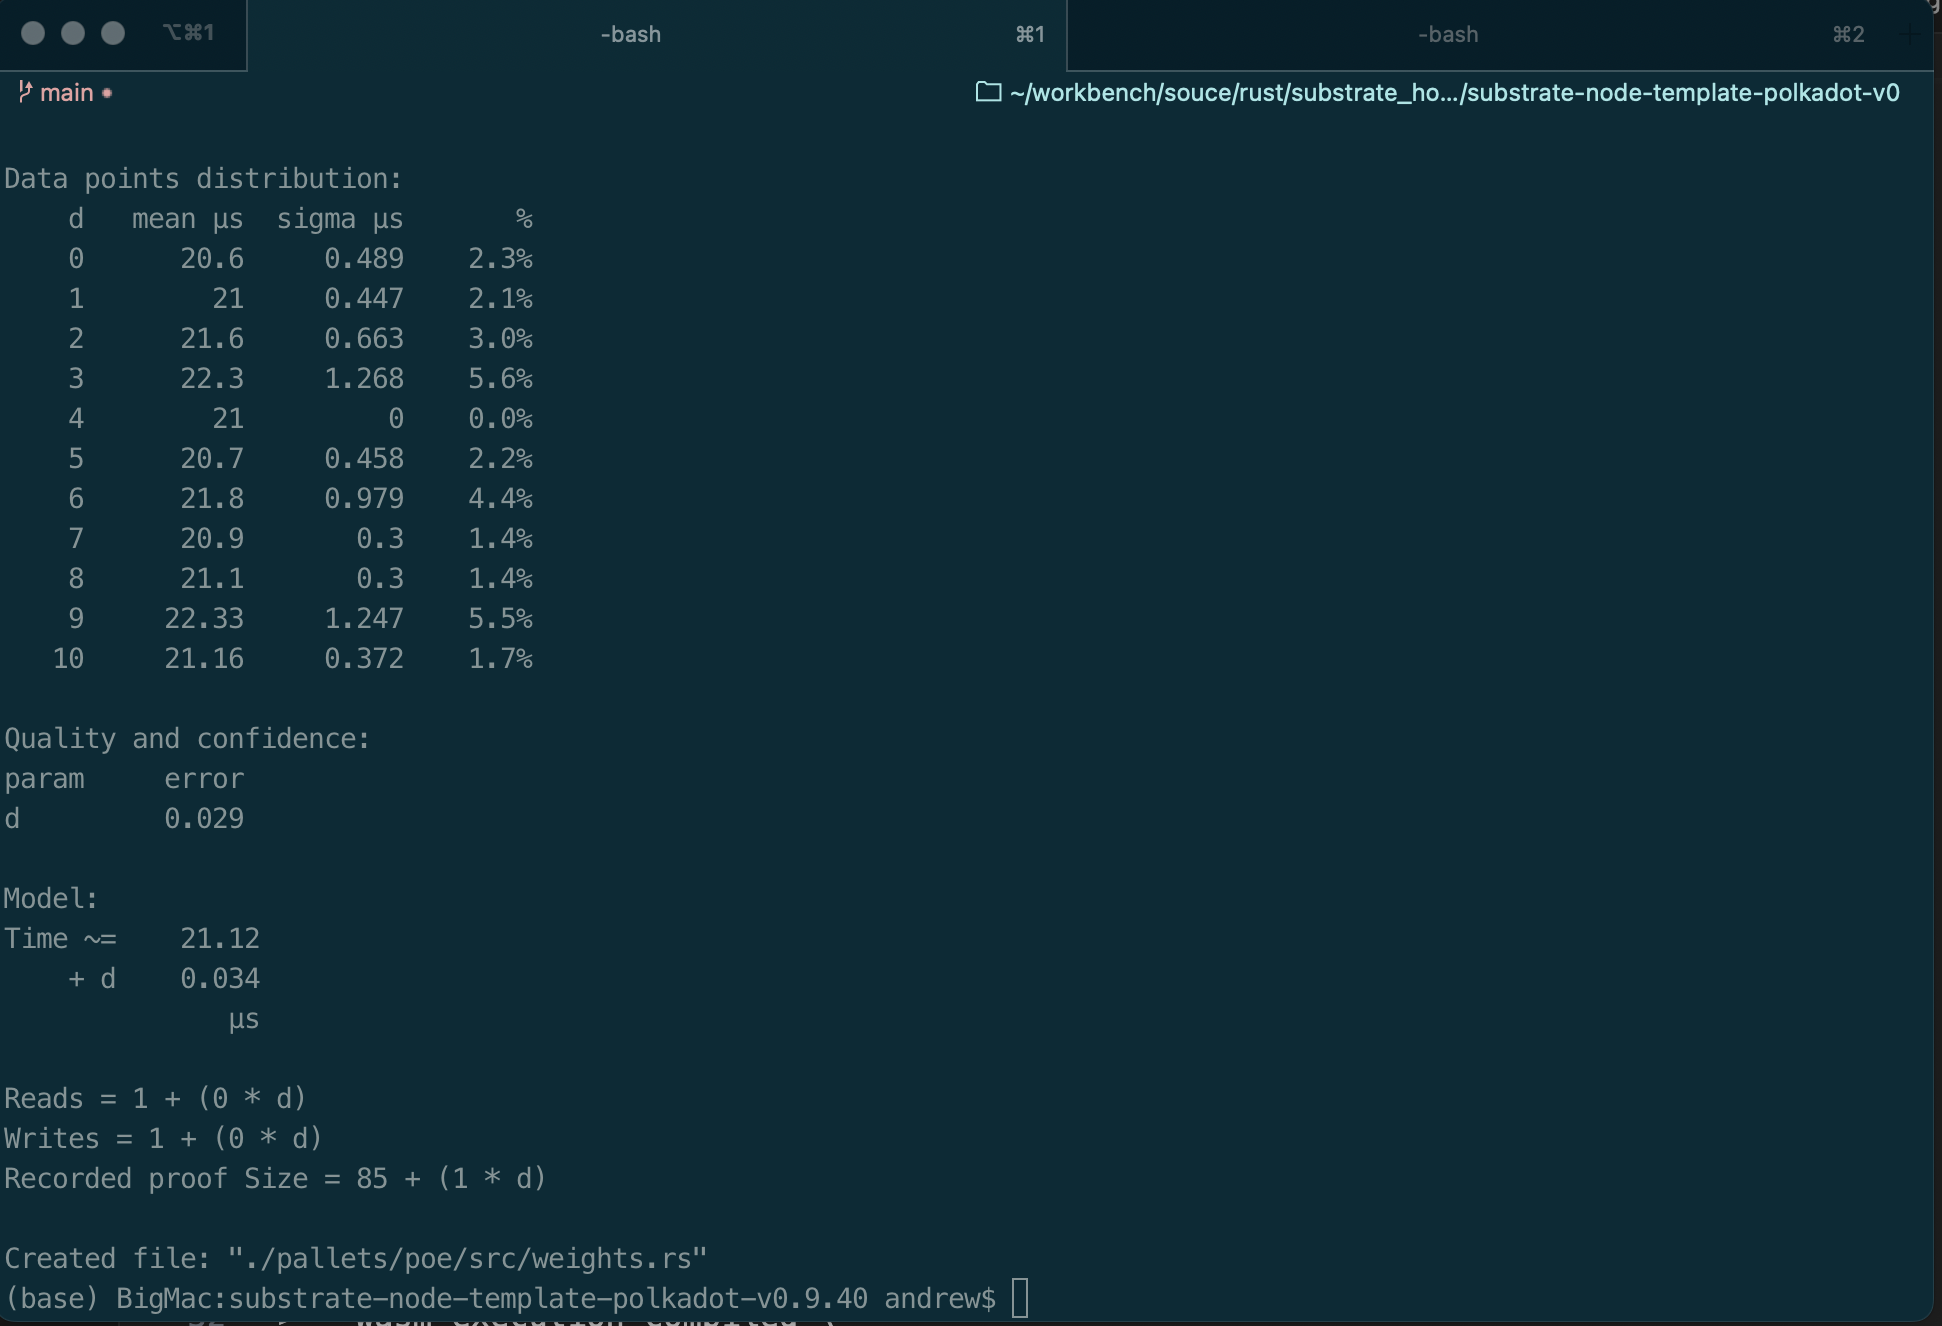 ⌥⌘1 -bash ⌘1 -bash ⌘2 +
main ~/workbench/souce/rust/substrate_ho.../substrate-node-template-polkadot-v0
Data points distribution:
d mean µs sigma µs %
0 20.6 0.489 2.3%
1 21 0.447 2.1%
2 21.6 0.663 3.0%
3 22.3 1.268 5.6%
4 21 0 0.0%
5 20.7 0.458 2.2%
6 21.8 0.979 4.4%
7 20.9 0.3 1.4%
8 21.1 0.3 1.4%
9 22.33 1.247 5.5%
10 21.16 0.372 1.7%
Quality and confidence:
param error
d 0.029
Model:
Time ~= 21.12
+ d 0.034
µs
Reads = 1 + (0 * d)
Writes = 1 + (0 * d)
Recorded proof Size = 85 + (1 * d)
Created file: "./pallets/poe/src/weights.rs"
(base) BigMac:substrate-node-template-polkadot-v0.9.40 andrew$